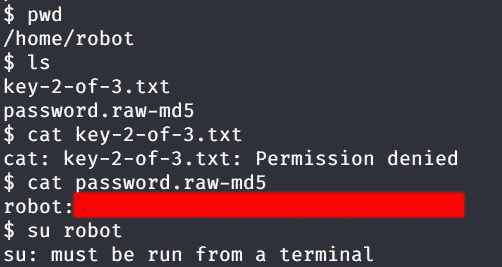 $ pwd
/home/robot
$ ls
key-2-of-3.txt
password.raw-md5
$ cat key-2-of-3.txt
cat: key-2-of-3.txt: Permission denied
$ cat password.raw-md5
robot:
$ su robot
su: must be run from a terminal